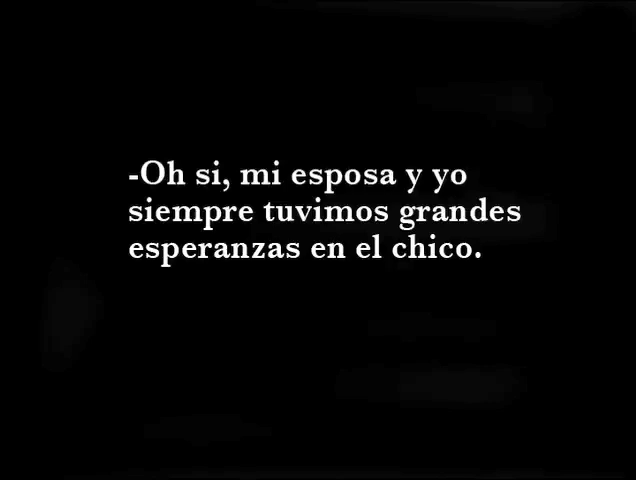 -Oh si, mi esposa y yo
siempre tuvimos grandes
esperanzas en el chico.